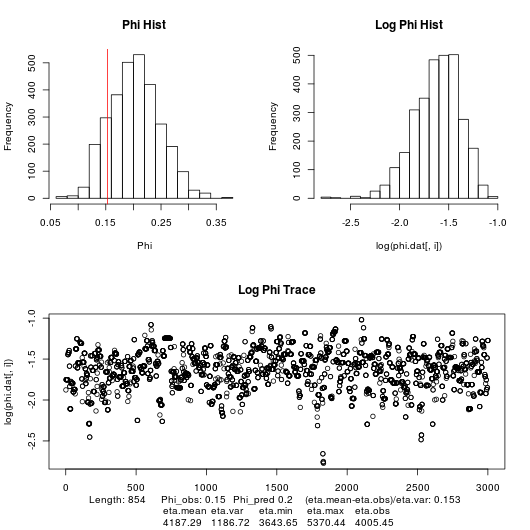 Phi Hist
Log Phi Hist
Frequency
0 100 200 300 400 500
0.05 0.15 0.25 0.35
Phi
Frequency
0 100 200 300 400 500
-2.5 -2.0 -1.5 -1.0
log(phi.dat[, i])
Log Phi Trace
log(phi.dat[, i])
-2.5 -2.0 -1.5 -1.0
0 500 1000 1500 2000 2500 3000
Length: 854 Phi_obs: 0.15 Phi_pred 0.2 (eta.mean-eta.obs)/eta.var: 0.153
eta.mean eta.var eta.min eta.max eta.obs
4187.29 1186.72 3643.65 5370.44 4005.45